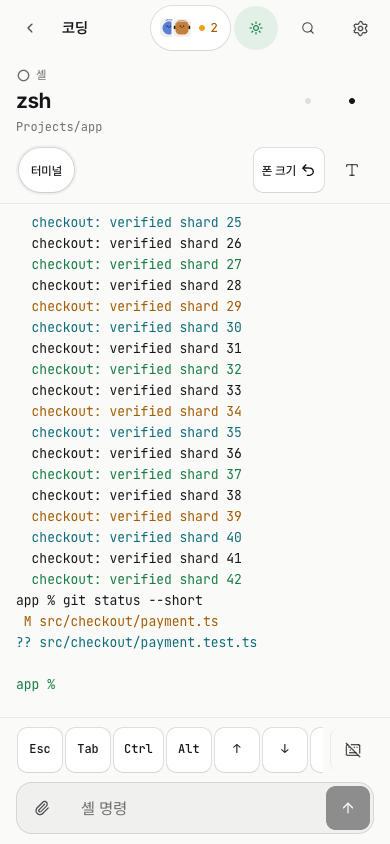 코딩
2
셸
zsh
Projects/app
터미널
폰 크기
checkout: verified shard 25
checkout: verified shard 26
checkout: verified shard 27
checkout: verified shard 28
checkout: verified shard 29
checkout: verified shard 30
checkout: verified shard 31
checkout: verified shard 32
checkout: verified shard 33
checkout: verified shard 34
checkout: verified shard 35
checkout: verified shard 36
checkout: verified shard 37
checkout: verified shard 38
checkout: verified shard 39
checkout: verified shard 40
checkout: verified shard 41
checkout: verified shard 42
app % git status --short
 M src/checkout/payment.ts
?? src/checkout/payment.test.ts
app %
Esc Tab Ctrl Alt ↑ ↓
셸 명령